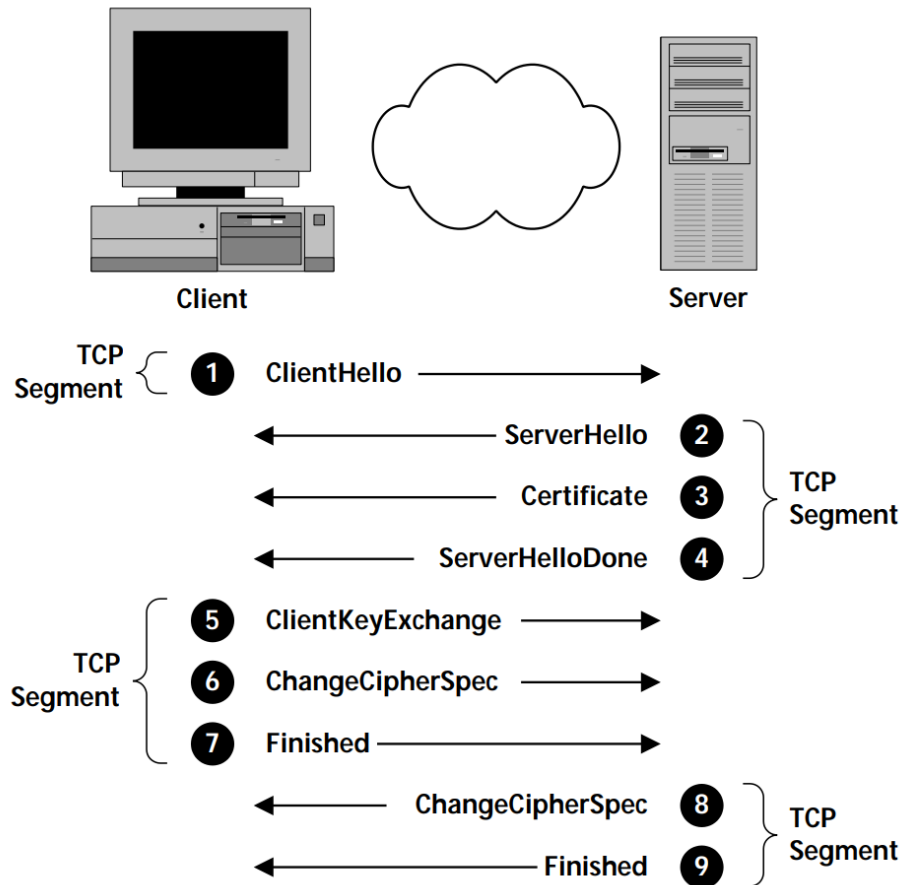 Client
Server
TCP
Segment
1 ClientHello
ServerHello 2
Certificate 3
TCP
Segment
ServerHelloDone 4
5 ClientKeyExchange
TCP
Segment
6 ChangeCipherSpec
7 Finished
ChangeCipherSpec 8
TCP
Segment
Finished 9